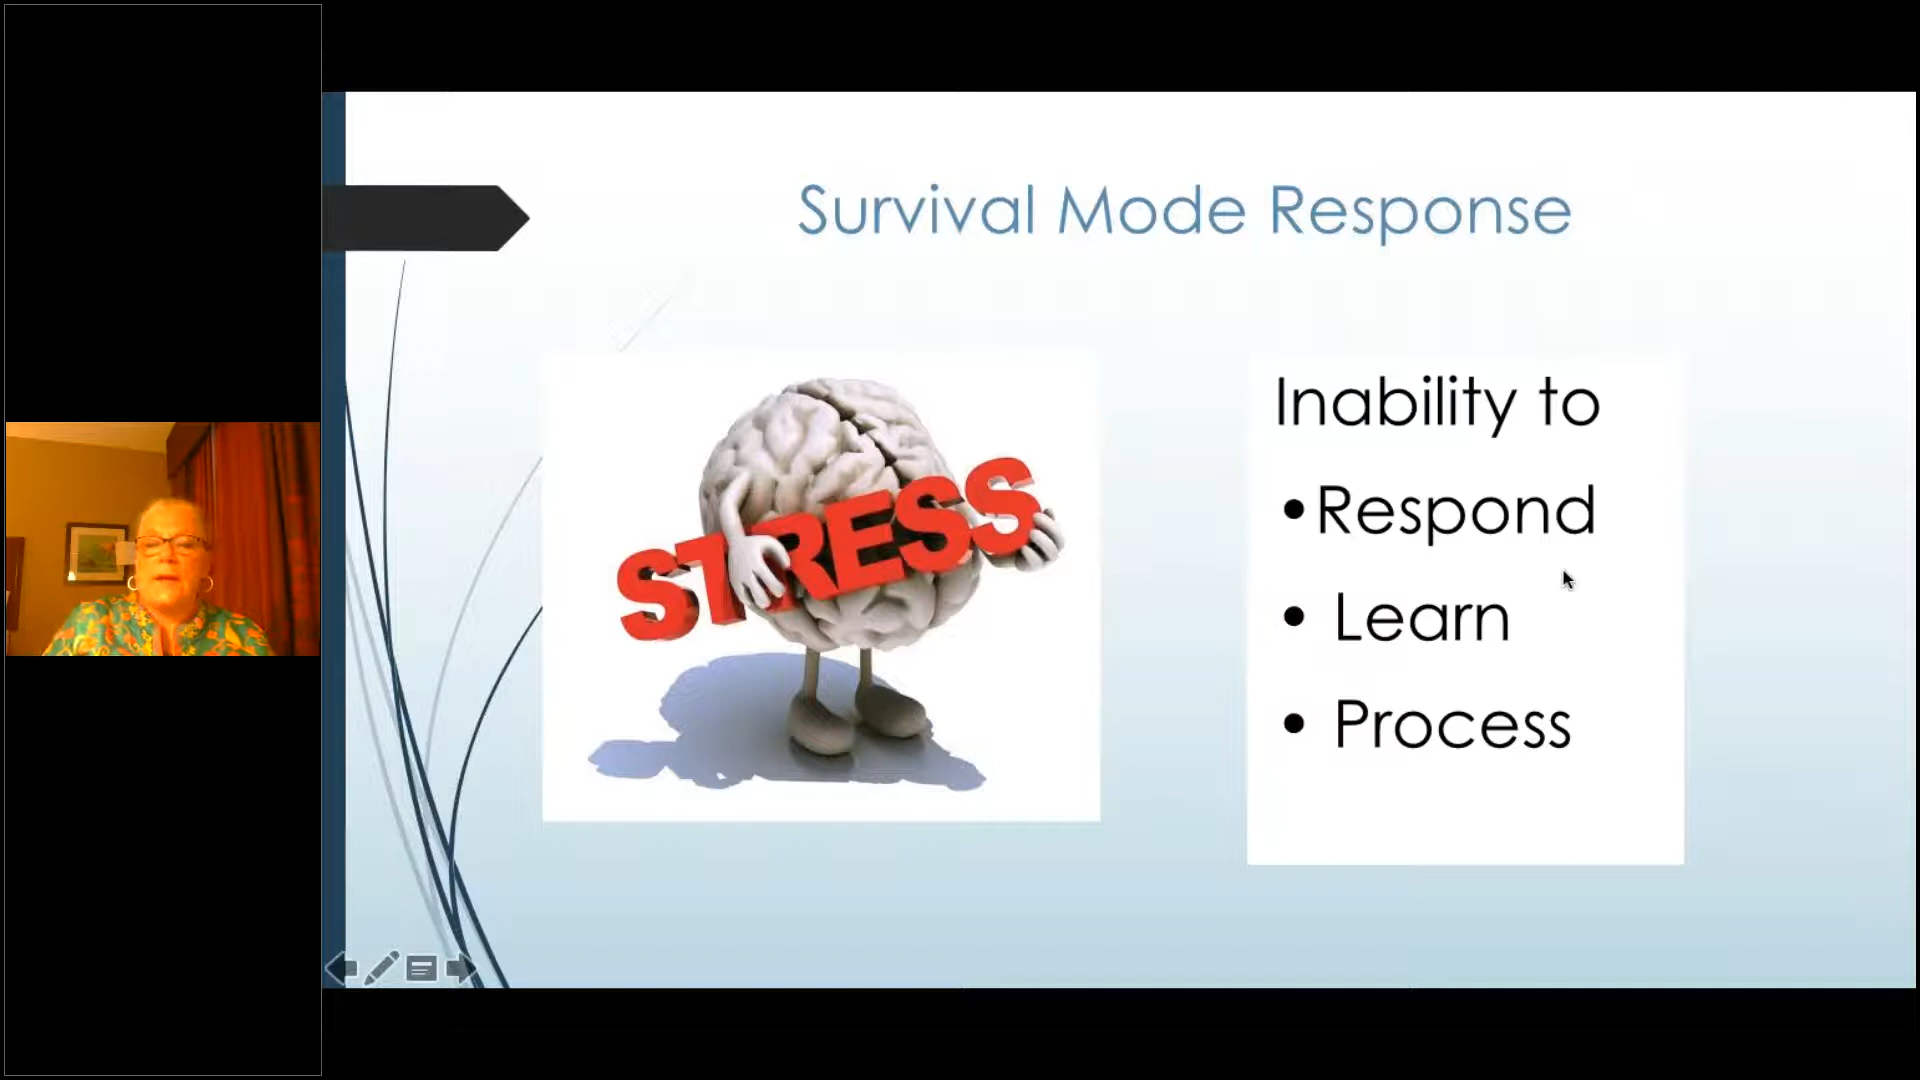 Survival Mode Response
STRESS
Inability to
•Respond
• Learn
• Process